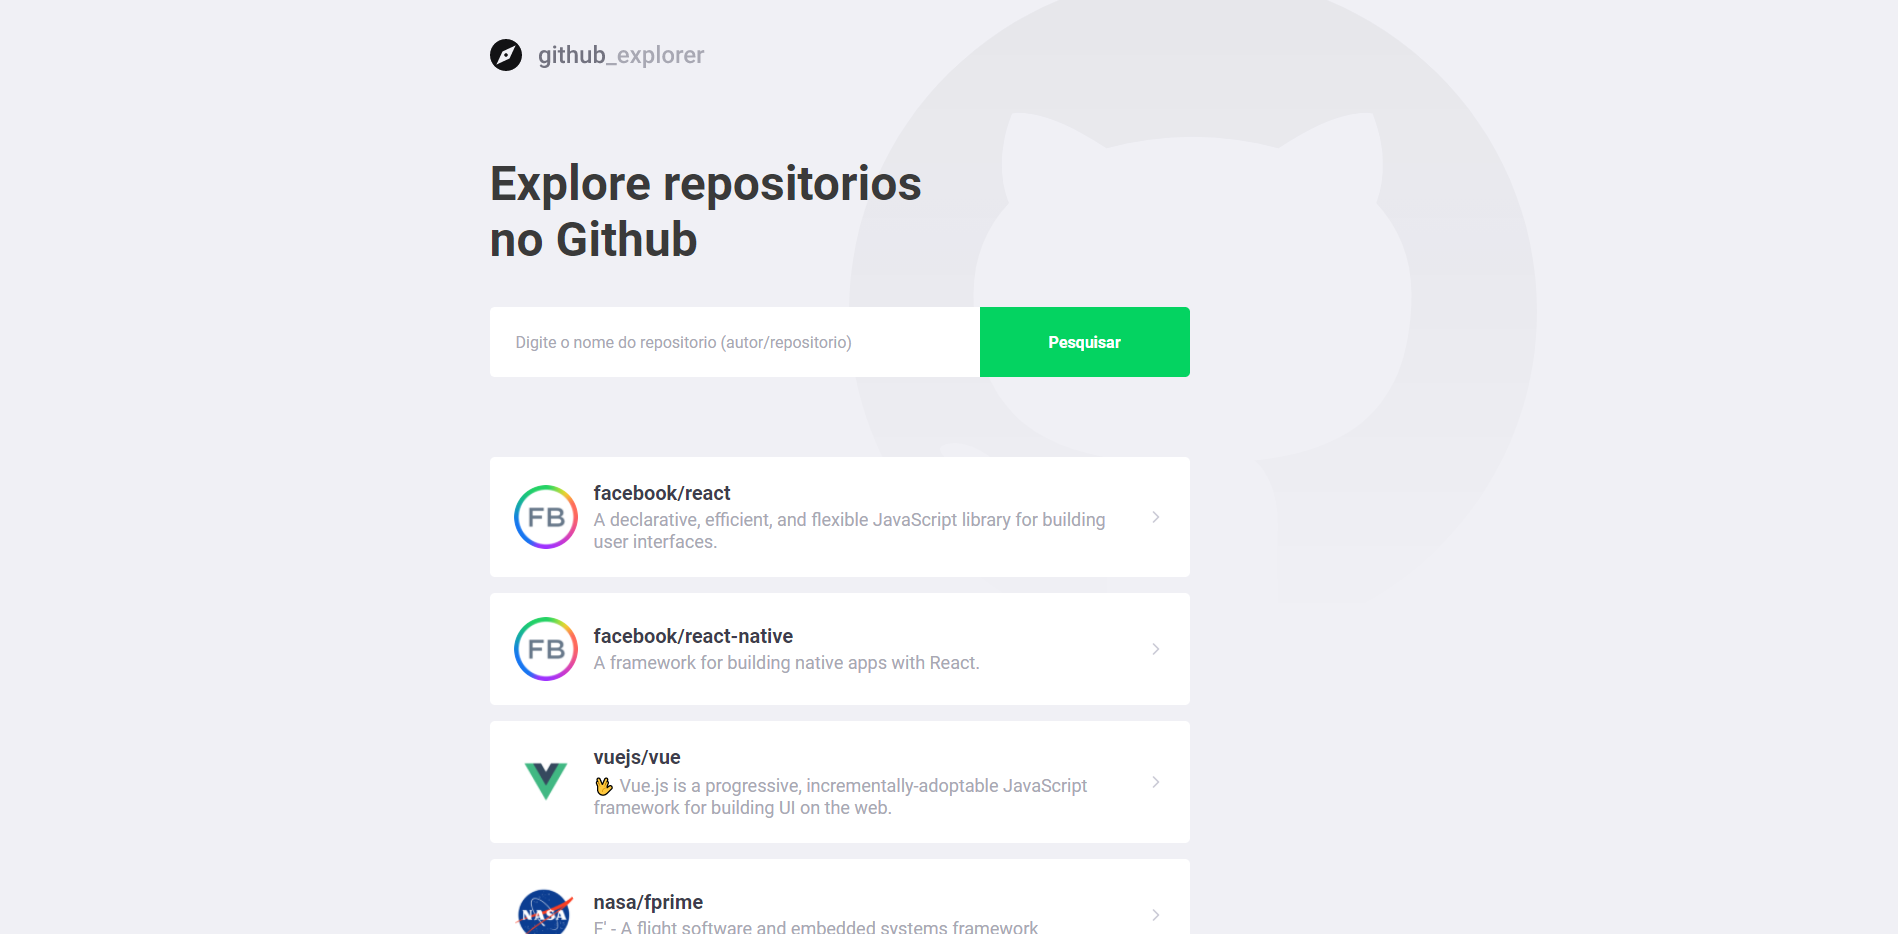 github_explorer
Explore repositorios
no Github
Digite o nome do repositorio (autor/repositorio)
Pesquisar
FB
facebook/react
A declarative, efficient, and flexible JavaScript library for building
user interfaces.
FB
facebook/react-native
A framework for building native apps with React.
vuejs/vue
🖖 Vue.js is a progressive, incrementally-adoptable JavaScript
framework for building UI on the web.
NASA
nasa/fprime
F' - A flight software and embedded systems framework